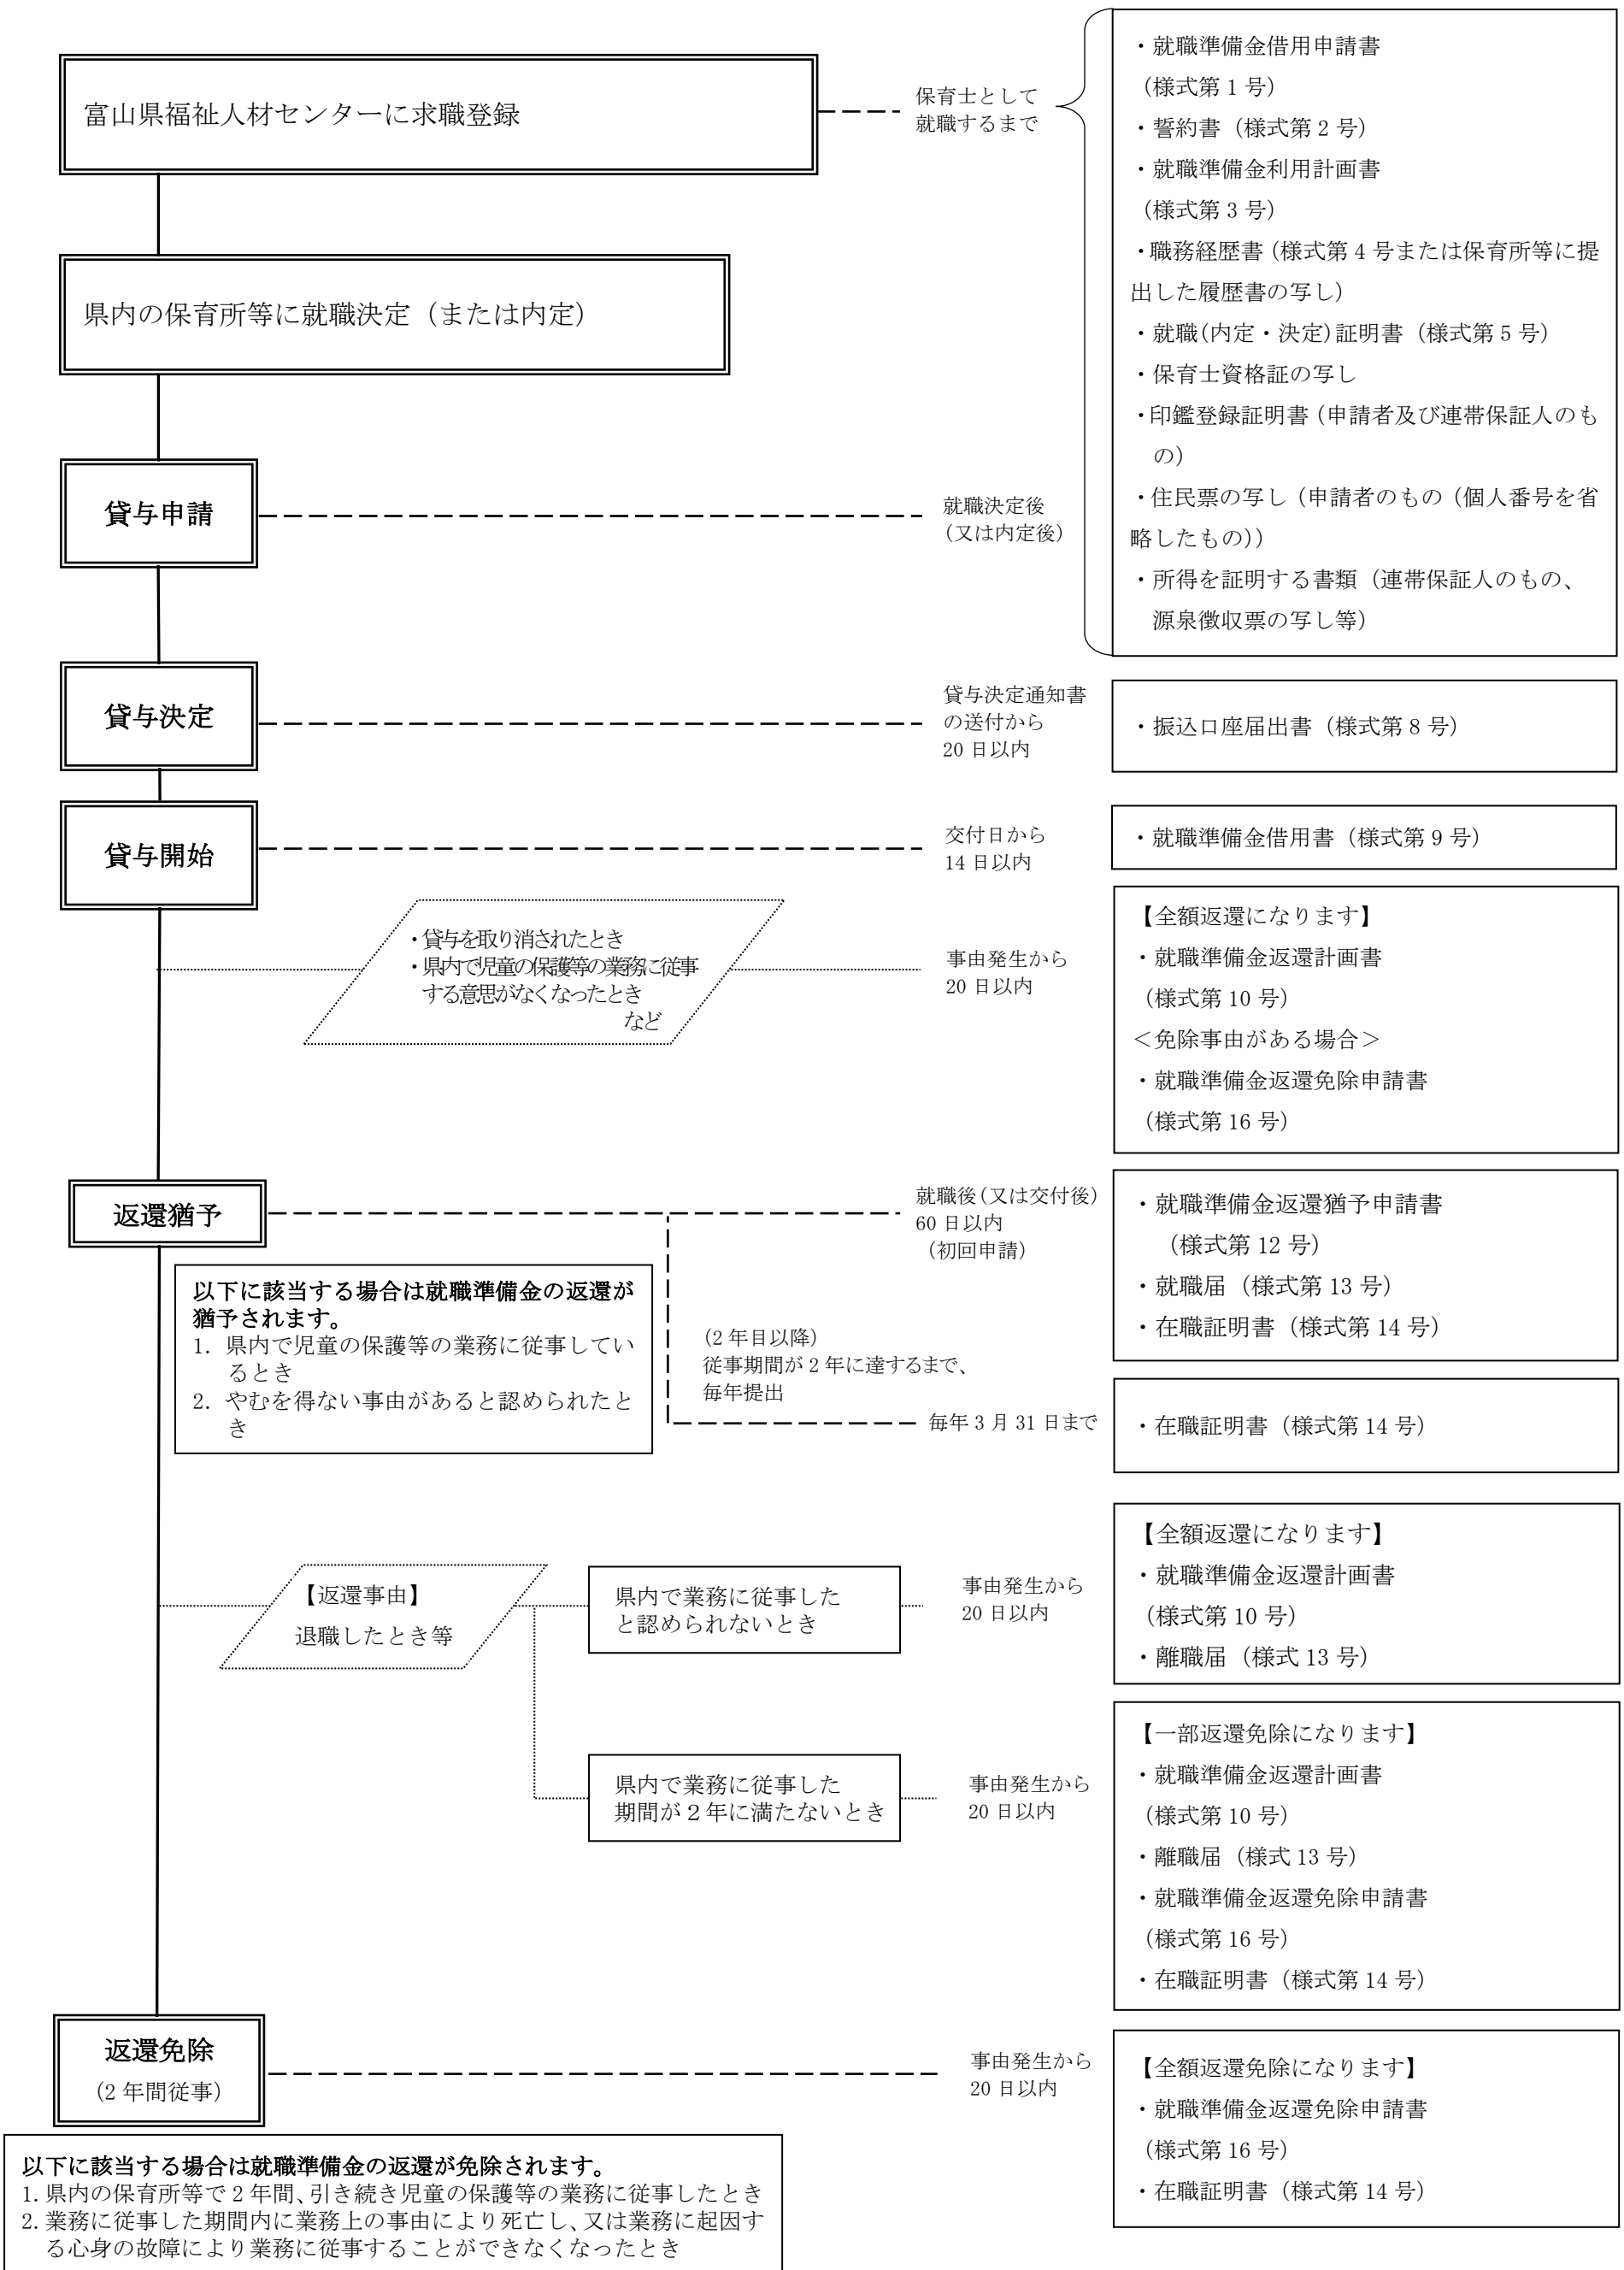 富山県福祉人材センターに求職登録
保育士として
就職するまで
・就職準備金借用申請書
（様式第 1 号）
・誓約書（様式第 2 号）
・就職準備金利用計画書
（様式第 3 号）
・職務経歴書（様式第 4 号または保育所等に提
出した履歴書の写し）
・就職(内定・決定)証明書（様式第 5 号）
・保育士資格証の写し
・印鑑登録証明書（申請者及び連帯保証人のも
の）
・住民票の写し（申請者のもの（個人番号を省
略したもの））
・所得を証明する書類（連帯保証人のもの、
源泉徴収票の写し等）
県内の保育所等に就職決定（または内定）
貸与申請
就職決定後
（又は内定後）
貸与決定
貸与決定通知書
の送付から
20 日以内
・振込口座届出書（様式第 8 号）
貸与開始
交付日から
14 日以内
・就職準備金借用書（様式第 9 号）
・貸与を取り消されたとき
・県内で児童の保護等の業務に従事
する意思がなくなったとき
など
事由発生から
20 日以内
【全額返還になります】
・就職準備金返還計画書
（様式第 10 号）
＜免除事由がある場合＞
・就職準備金返還免除申請書
（様式第 16 号）
返還猶予
就職後(又は交付後)
60 日以内
（初回申請）
・就職準備金返還猶予申請書
（様式第 12 号）
・就職届（様式第 13 号）
・在職証明書（様式第 14 号）
以下に該当する場合は就職準備金の返還が
猶予されます。
1. 県内で児童の保護等の業務に従事してい
るとき
2. やむを得ない事由があると認められたと
き
(2 年目以降)
従事期間が 2 年に達するまで、
毎年提出
毎年 3 月 31 日まで
・在職証明書（様式第 14 号）
【返還事由】
退職したとき等
県内で業務に従事した
と認められないとき
事由発生から
20 日以内
【全額返還になります】
・就職準備金返還計画書
（様式第 10 号）
・離職届（様式 13 号）
県内で業務に従事した
期間が２年に満たないとき
事由発生から
20 日以内
【一部返還免除になります】
・就職準備金返還計画書
（様式第 10 号）
・離職届（様式 13 号）
・就職準備金返還免除申請書
（様式第 16 号）
・在職証明書（様式第 14 号）
返還免除
（2 年間従事）
事由発生から
20 日以内
【全額返還免除になります】
・就職準備金返還免除申請書
（様式第 16 号）
・在職証明書（様式第 14 号）
以下に該当する場合は就職準備金の返還が免除されます。
1. 県内の保育所等で 2 年間、引き続き児童の保護等の業務に従事したとき
2. 業務に従事した期間内に業務上の事由により死亡し、又は業務に起因す
る心身の故障により業務に従事することができなくなったとき